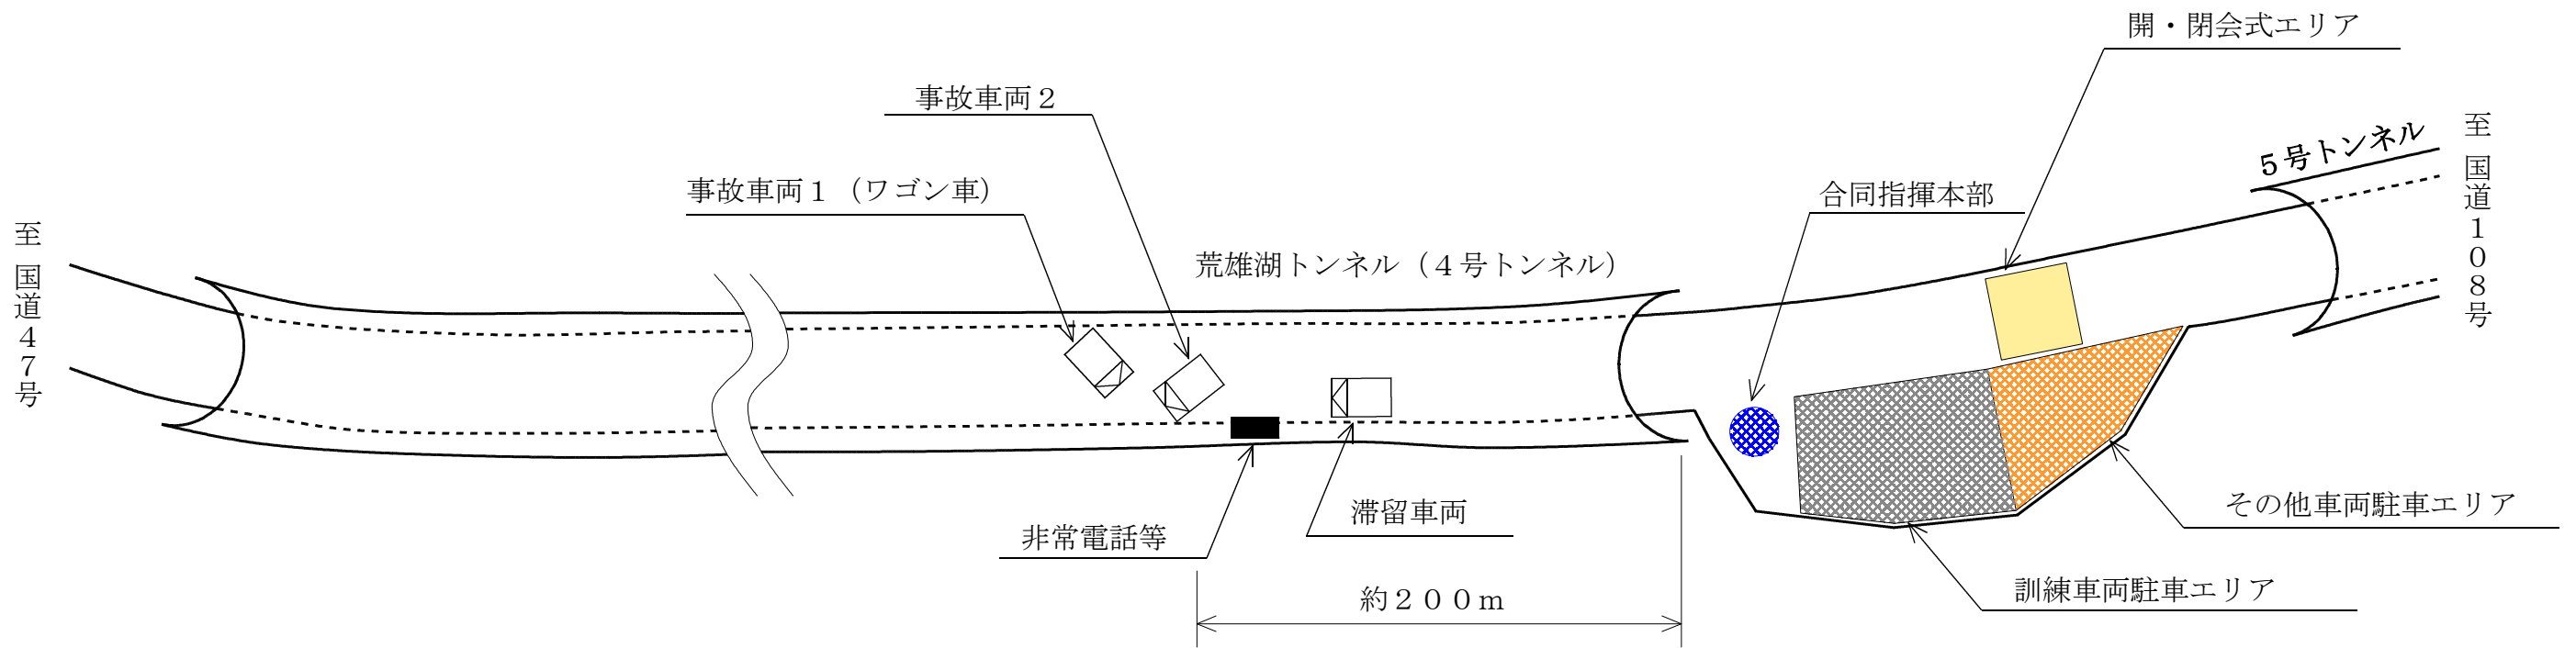 開・閉会式エリア
事故車両２
５号トンネル
至 国道１０８号
事故車両１（ワゴン車）
合同指揮本部
至 国道４７号
荒雄湖トンネル（４号トンネル）
滞留車両
その他車両駐車エリア
非常電話等
訓練車両駐車エリア
約２００ｍ